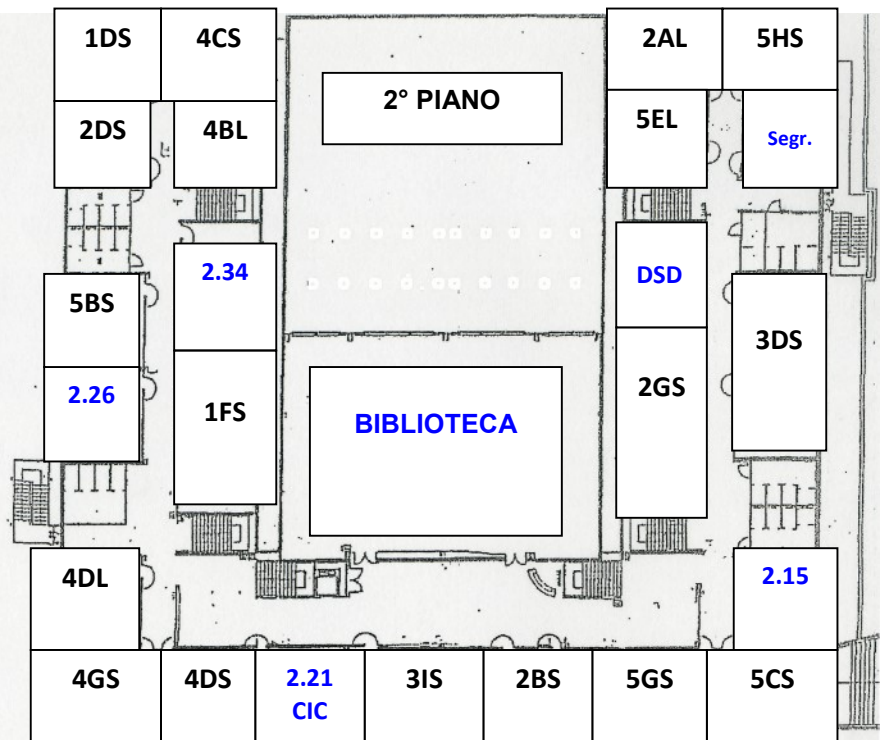 1DS
4CS
2AL
5HS
2° PIANO
2DS
4BL
5EL
Segr.
2.34
DSD
5BS
3DS
2.26
1FS
BIBLIOTECA
2GS
4DL
2.15
4GS
4DS
2.21
CIC
3IS
2BS
5GS
5CS